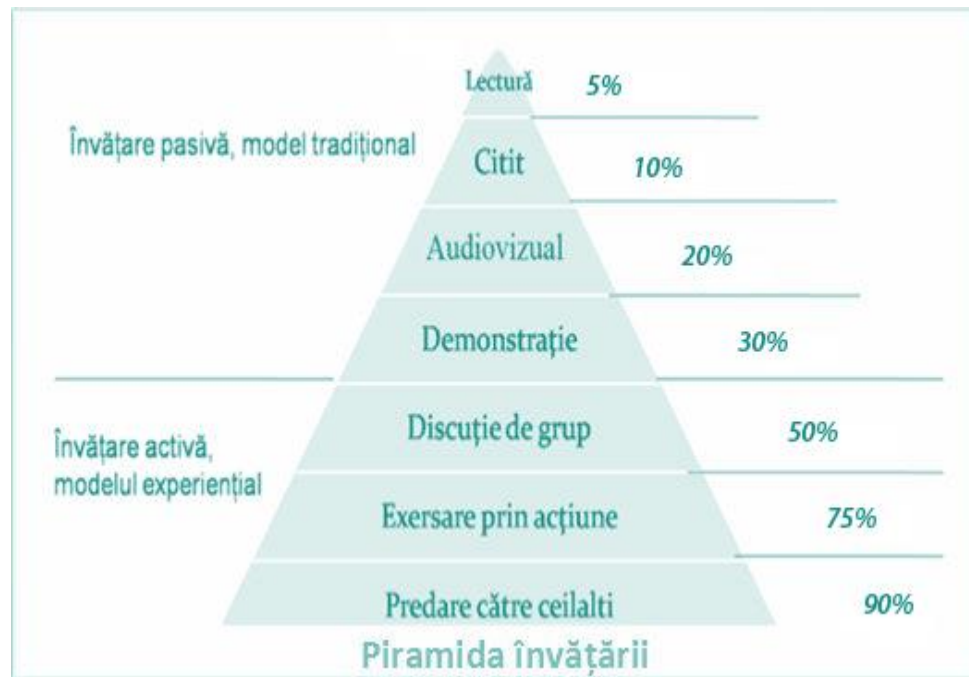 Lectură 5%
Învățare pasivă, model tradițional
Citit 10%
Audiovizual 20%
Demonstrație 30%
Învățare activă,
modelul experiențial
Discuție de grup 50%
Exersare prin acțiune 75%
Predare către ceilalti 90%
Piramida învățării